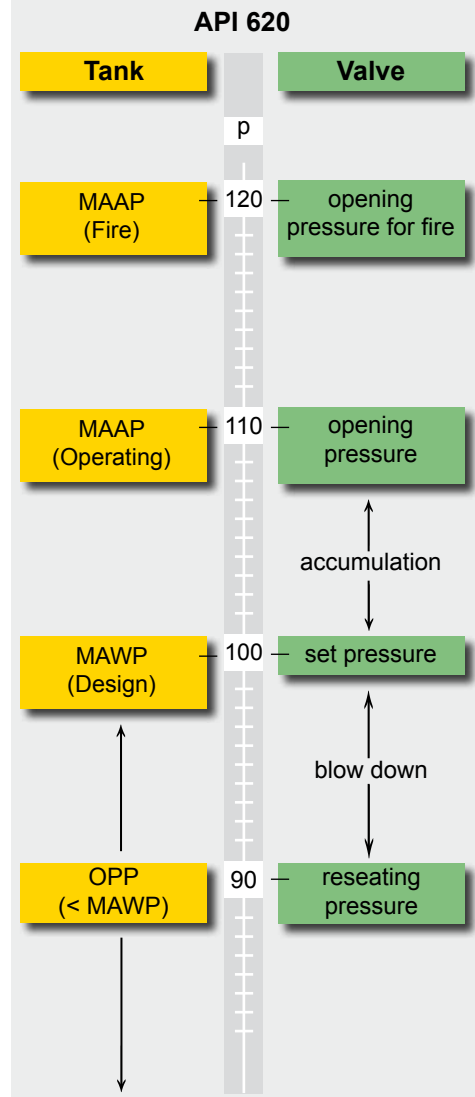 API 620
Tank
Valve
p
MAAP
(Fire)
120
opening
pressure for fire
MAAP
(Operating)
110
opening
pressure
accumulation
MAWP
(Design)
100
set pressure
blow down
OPP
(< MAWP)
90
reseating
pressure